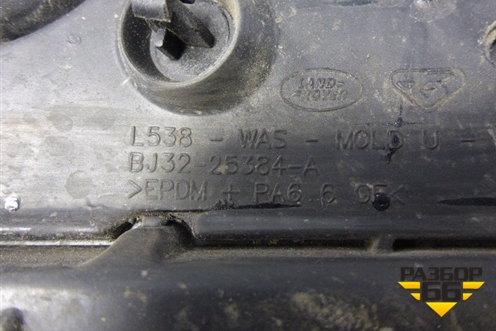 LAND-
ROVER
L538 - WAS - MOLD U -
BJ32-25384-A
>EPDM + PA6.6 GF<
РАЗБОР
66